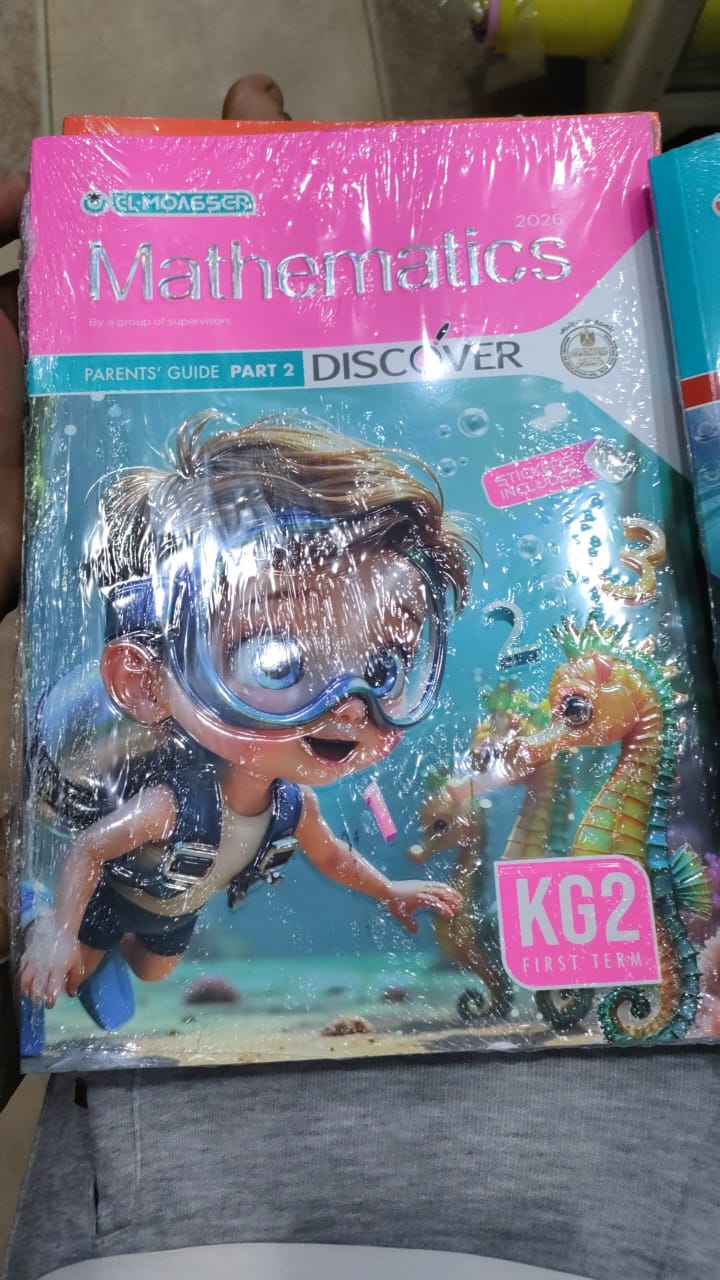 EL-MOASSER
2026
Mathematics
By a group of supervisors
PARENTS' GUIDE PART 2 DISCOVER
STICKERS
INCLUDED
3
2
1
KG2
FIRST TERM